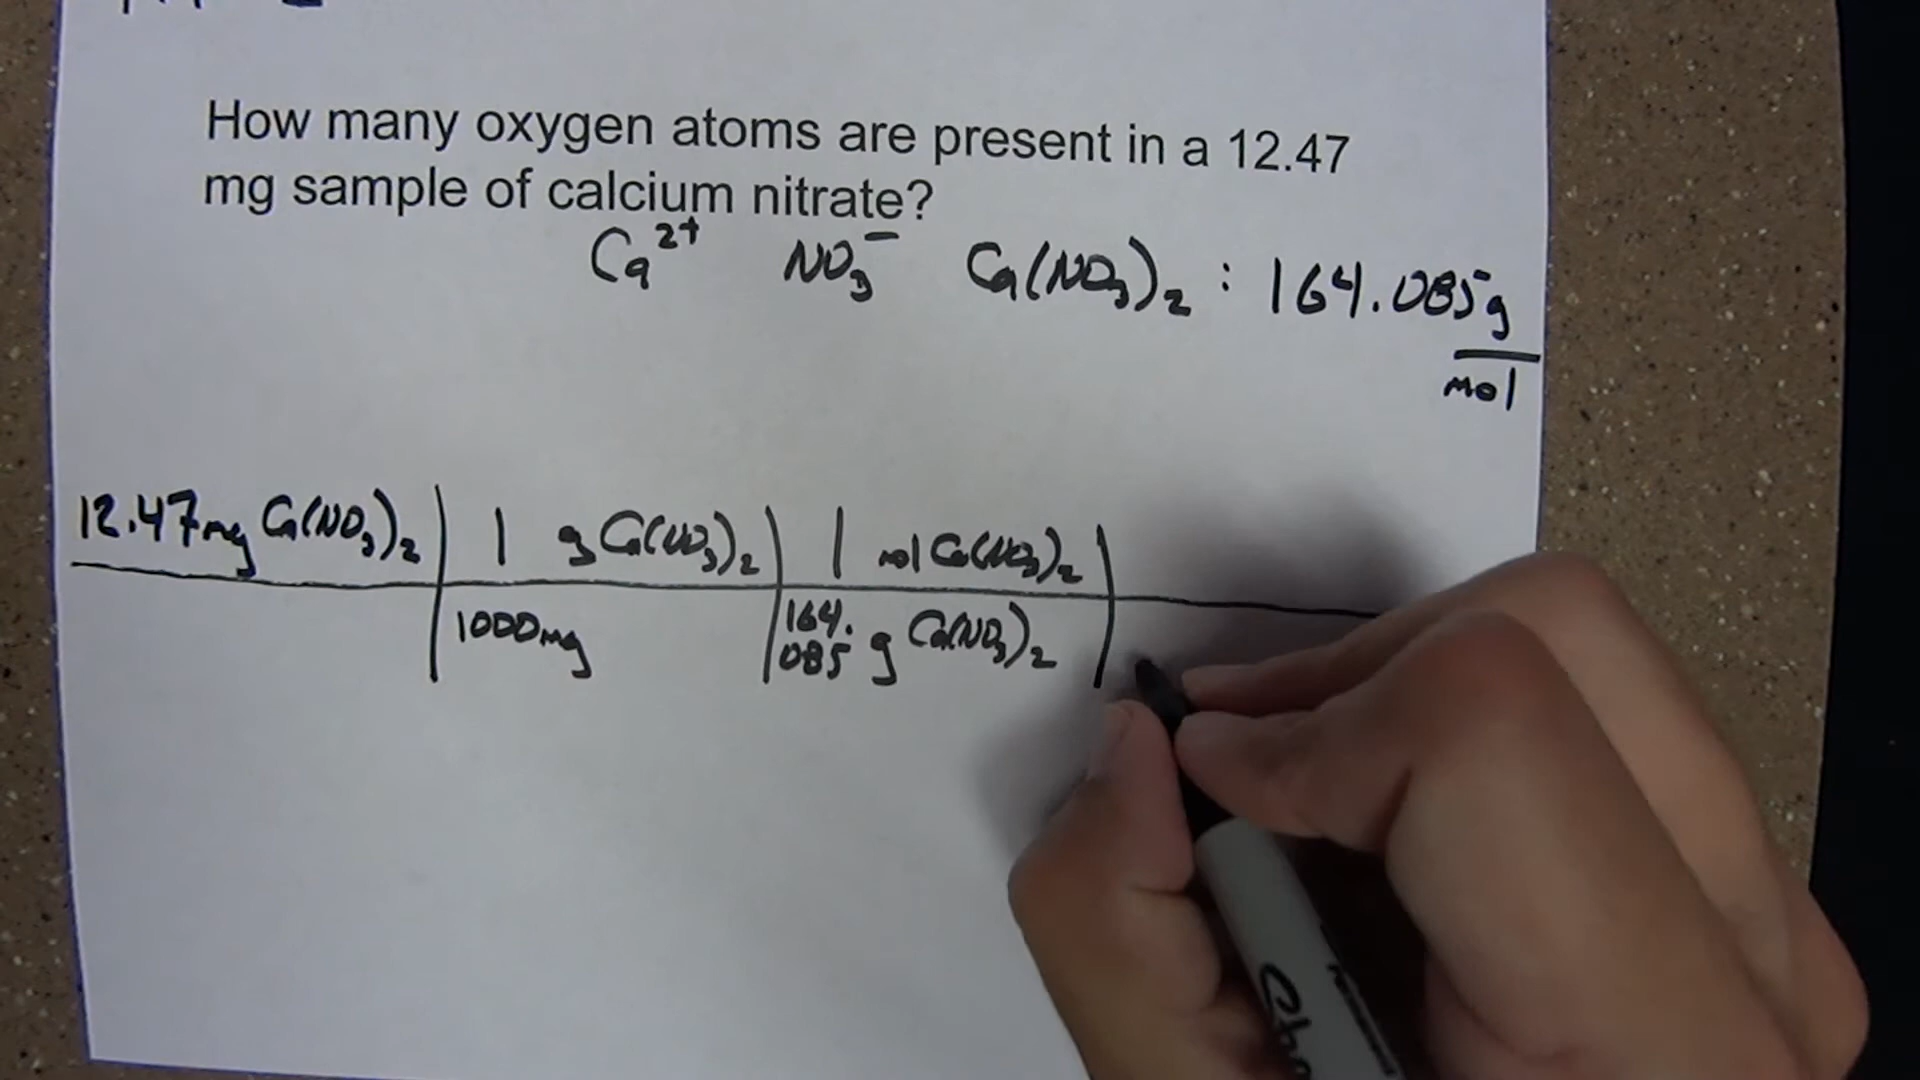 How many oxygen atoms are present in a 12.47
mg sample of calcium nitrate?
Ca²⁺ NO₃⁻ Ca(NO₃)₂ : 164.085 g
mol
12.47 mg Ca(NO₃)₂ | 1 g Ca(NO₃)₂ | 1 mol Ca(NO₃)₂ |
1000 mg | 164.
085 g Ca(NO₃)₂ |